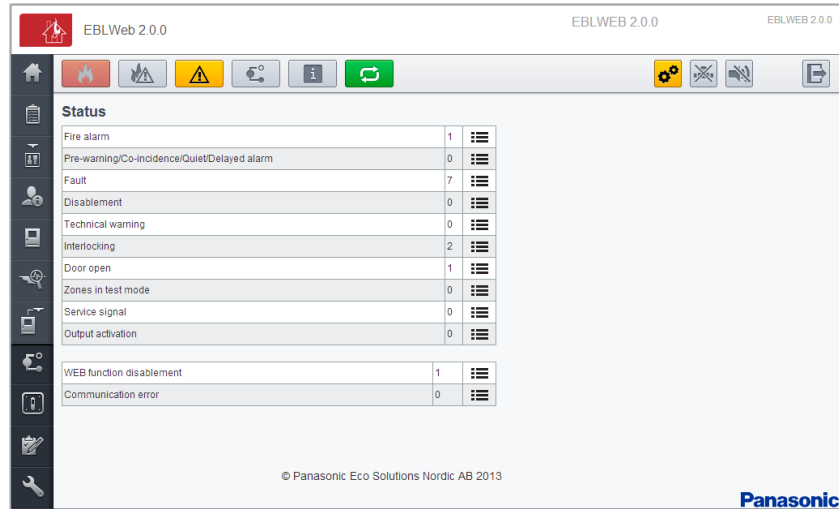 EBLWeb 2.0.0
EBLWEB 2.0.0
EBLWEB 2.0.0
Status
Fire alarm 1
Pre-warning/Co-incidence/Quiet/Delayed alarm 0
Fault 7
Disablement 0
Technical warning 0
Interlocking 2
Door open 1
Zones in test mode 0
Service signal 0
Output activation 0
WEB function disablement 1
Communication error 0
© Panasonic Eco Solutions Nordic AB 2013
Panasonic